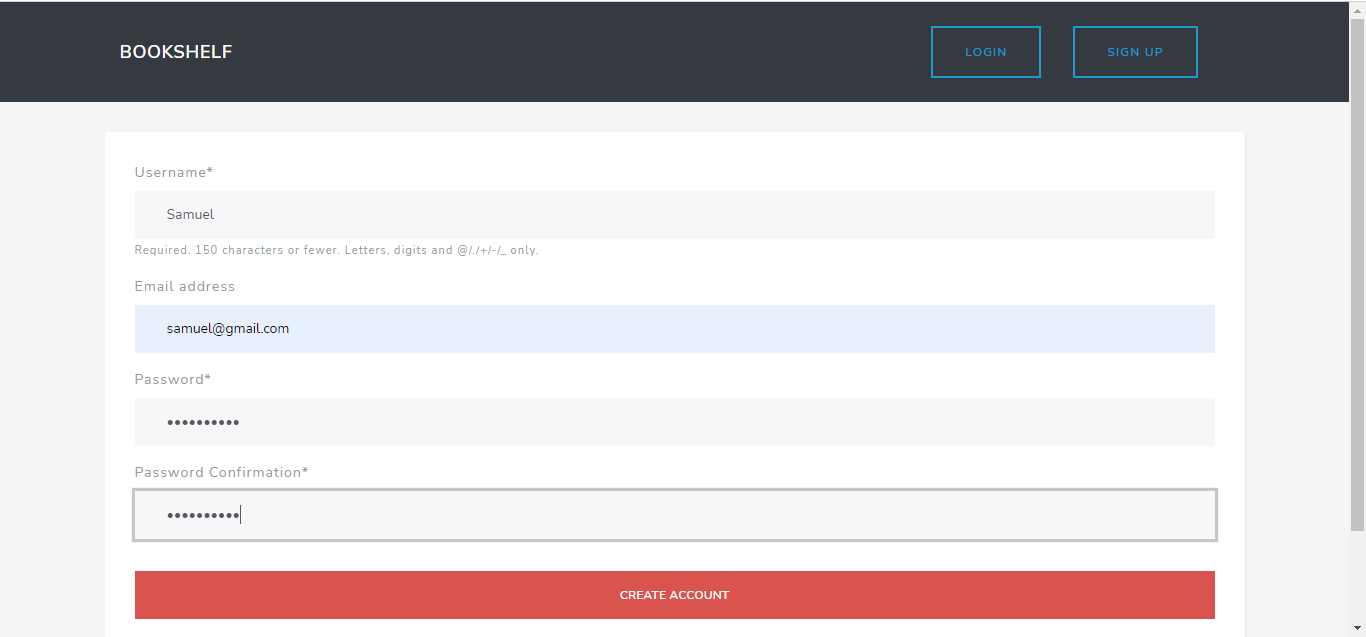 BOOKSHELF
LOGIN
SIGN UP
Username*
Samuel
Required. 150 characters or fewer. Letters, digits and @/./+/-/_ only.
Email address
samuel@gmail.com
Password*
••••••••••
Password Confirmation*
••••••••••
CREATE ACCOUNT